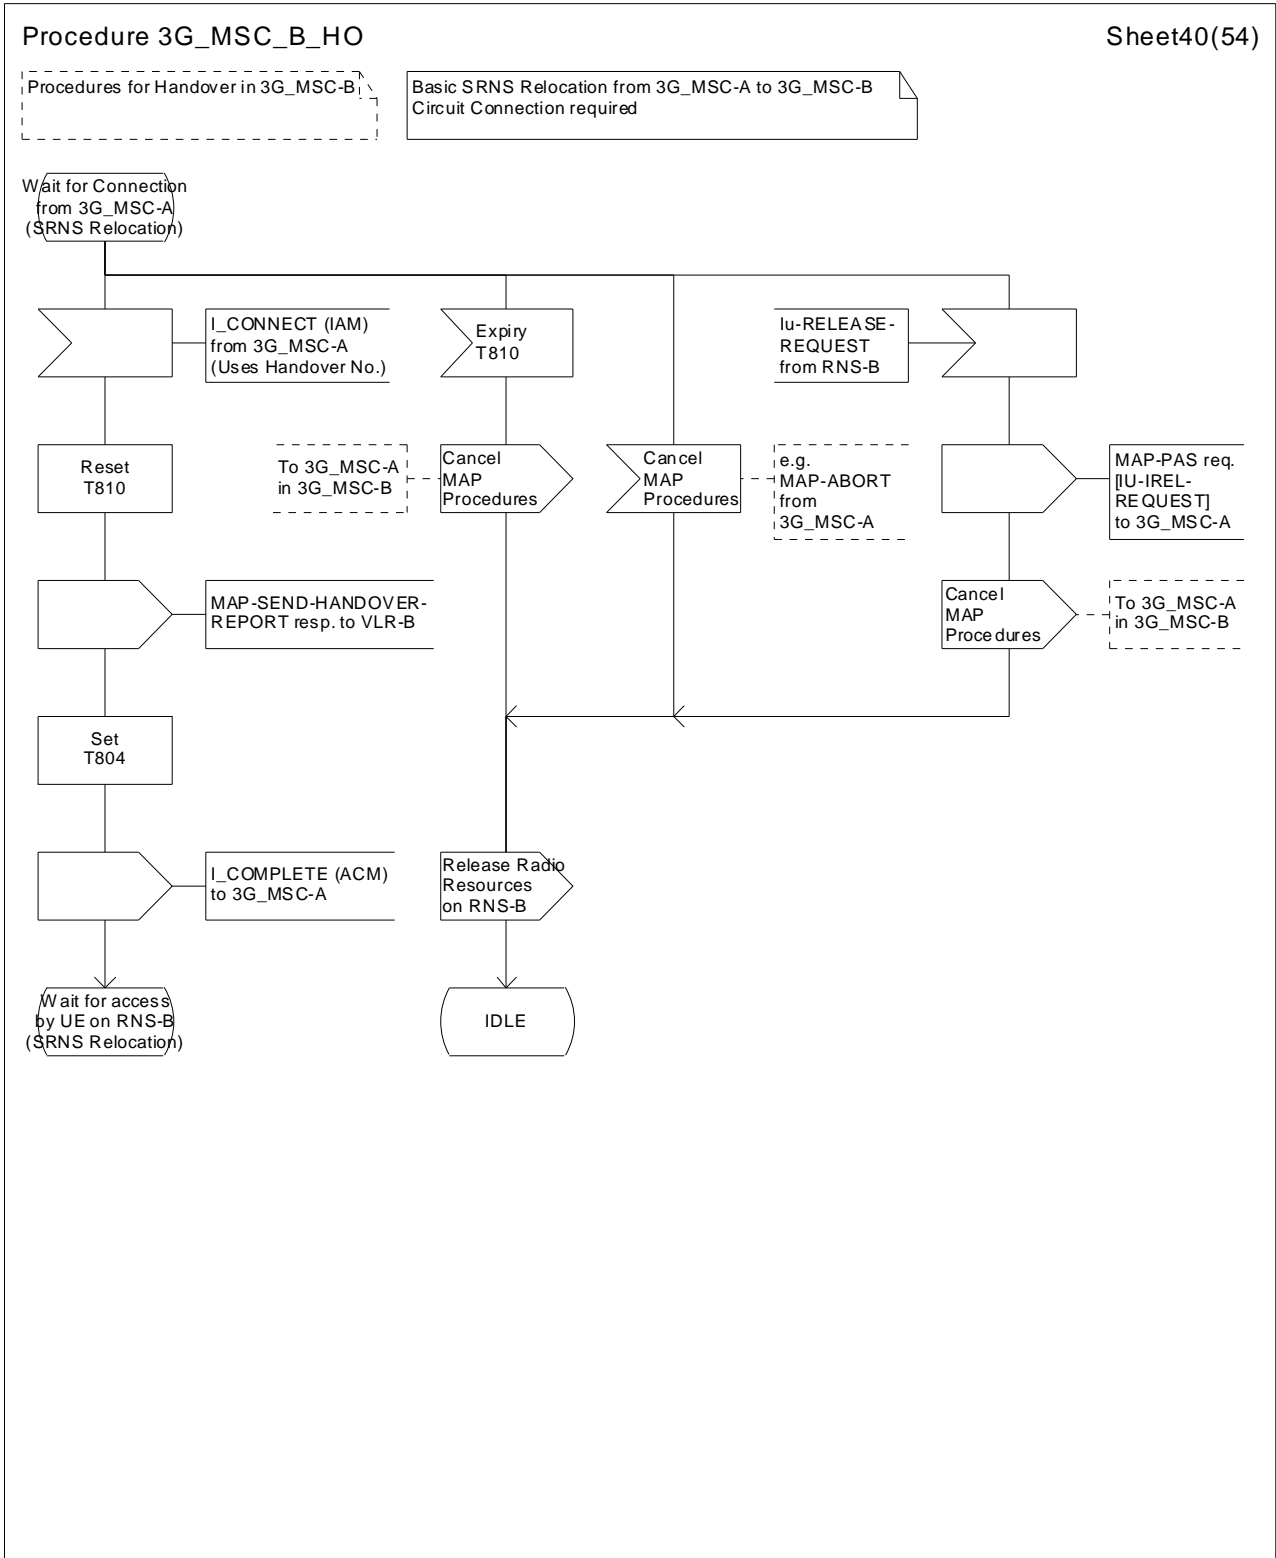 Procedure 3G_MSC_B_HO
Sheet40(54)
Procedures for Handover in 3G_MSC-B
Basic SRNS Relocation from 3G_MSC-A to 3G_MSC-B
Circuit Connection required
Wait for Connection
from 3G_MSC-A
(SRNS Relocation)
I_CONNECT (IAM)
from 3G_MSC-A
(Uses Handover No.)
Expiry
T810
Iu-RELEASE-
REQUEST
from RNS-B
Reset
T810
To 3G_MSC-A
in 3G_MSC-B
Cancel
MAP
Procedures
Cancel
MAP
Procedures
e.g.
MAP-ABORT
from
3G_MSC-A
MAP-PAS req.
[IU-IREL-
REQUEST]
to 3G_MSC-A
MAP-SEND-HANDOVER-
REPORT resp. to VLR-B
Cancel
MAP
Procedures
To 3G_MSC-A
in 3G_MSC-B
Set
T804
I_COMPLETE (ACM)
to 3G_MSC-A
Release Radio
Resources
on RNS-B
Wait for access
by UE on RNS-B
(SRNS Relocation)
IDLE